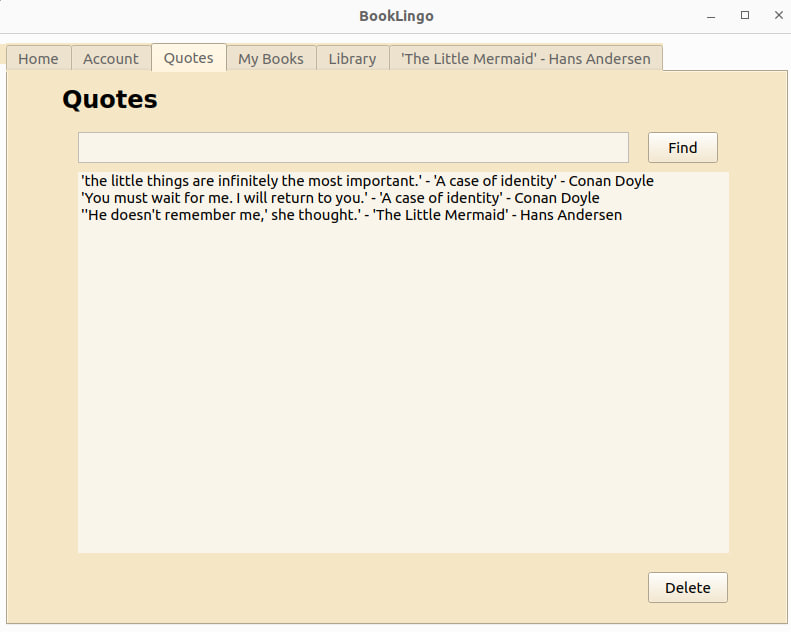 BookLingo
Home Account Quotes My Books Library 'The Little Mermaid' - Hans Andersen
Quotes
Find
'the little things are infinitely the most important.' - 'A case of identity' - Conan Doyle
'You must wait for me. I will return to you.' - 'A case of identity' - Conan Doyle
''He doesn't remember me,' she thought.' - 'The Little Mermaid' - Hans Andersen
Delete